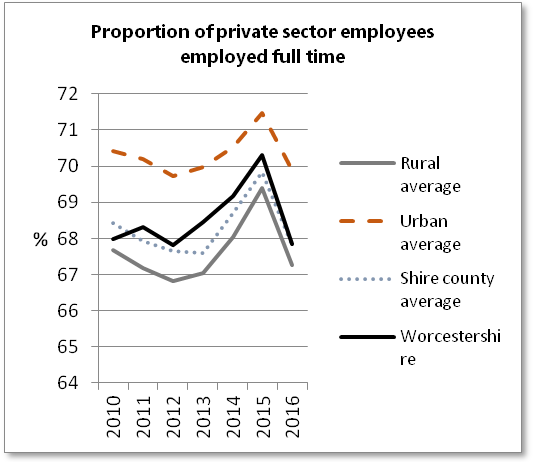 Proportion of private sector employees
employed full time
72
71
70
69
68
67
66
65
64
%
2010
2011
2012
2013
2014
2015
2016
Rural
average
Urban
average
Shire county
average
Worcestershi
re